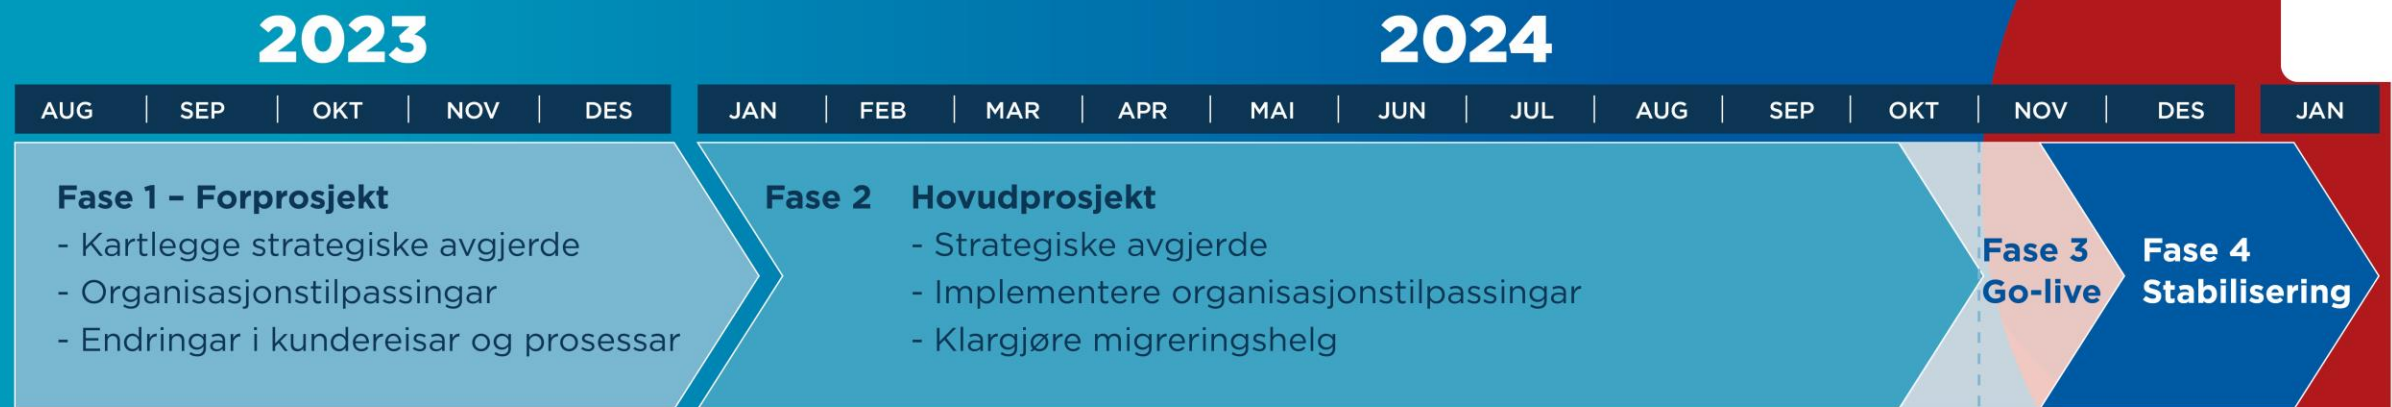 2023
2024
AUG | SEP | OKT | NOV | DES
JAN | FEB | MAR | APR | MAI | JUN | JUL | AUG | SEP | OKT | NOV | DES
JAN
Fase 1 – Forprosjekt
- Kartlegge strategiske avgjerde
- Organisasjonstilpassingar
- Endringar i kundereisar og prosessar
Fase 2 Hovudprosjekt
- Strategiske avgjerde
- Implementere organisasjonstilpassingar
- Klargjøre migreringshelg
Fase 3
Go-live
Fase 4
Stabilisering